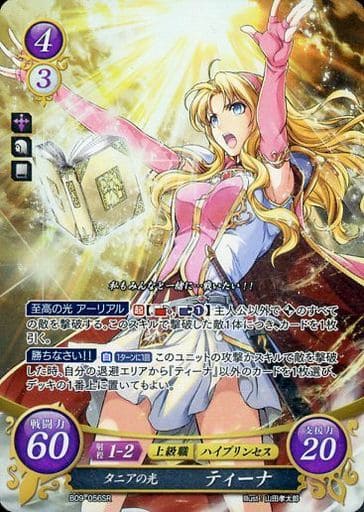 4
3
私もみんなと一緒に…戦いたい!!
至高の光 アーリアル 起 主人公以外で のすべて
の敵を撃破する。このスキルで撃破した敵1体につき、カードを1枚
引く。
勝ちなさい!! 自 1ターンに1回 このユニットの攻撃かスキルで敵を撃破
した時、自分の退避エリアから「ティーナ」以外のカードを1枚選び、
デッキの1番上に置いてもよい。
戦闘力
60
射程 1-2 上級職 ハイプリンセス
支援力
20
タニアの光 ティーナ
B09-056SR
Illust:山田孝太郎